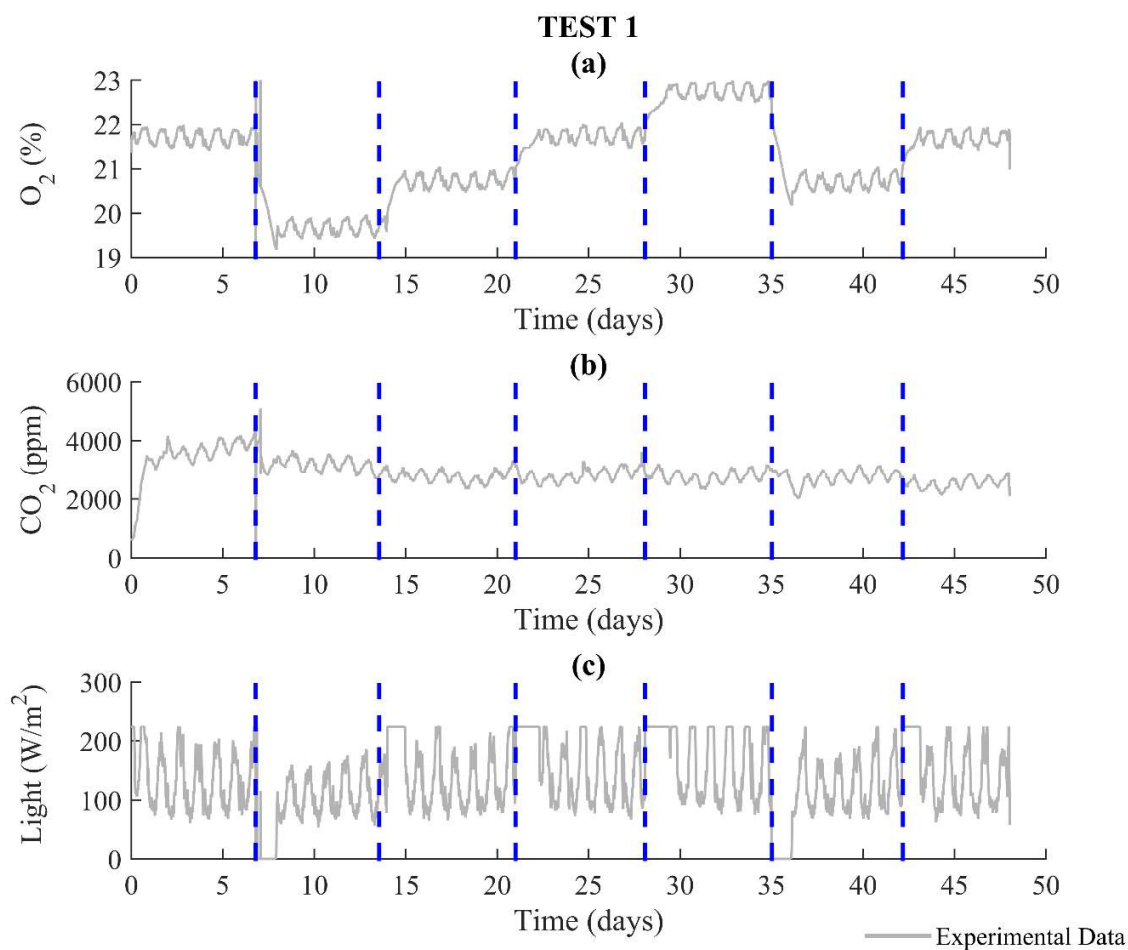 TEST 1
(a)
O2 (%)
23
22
21
20
19
0 5 10 15 20 25 30 35 40 45 50
Time (days)
(b)
CO2 (ppm)
6000
4000
2000
0
0 5 10 15 20 25 30 35 40 45 50
Time (days)
(c)
Light (W/m2)
300
200
100
0
0 5 10 15 20 25 30 35 40 45 50
Time (days)
Experimental Data